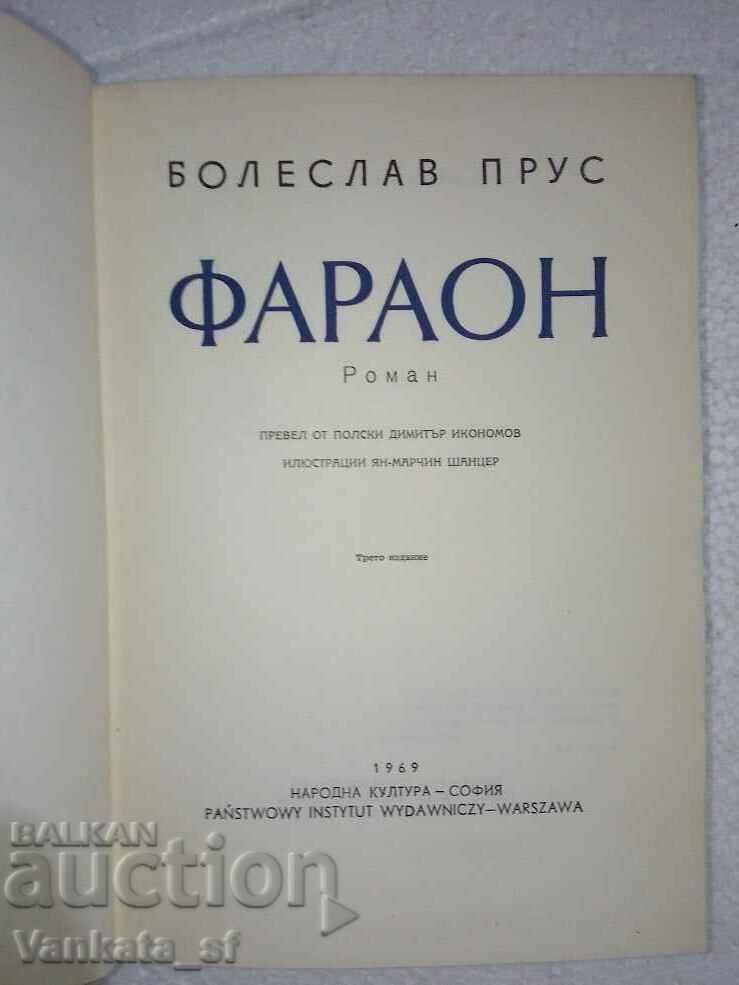 БОЛЕСЛАВ ПРУС
ФАРАОН
Роман
ПРЕВЕЛ ОТ ПОЛСКИ ДИМИТЪР ИКОНОМОВ
ИЛЮСТРАЦИИ ЯН-МАРЧИН ШАНЦЕР
Трето издание
1969
НАРОДНА КУЛТУРА – СОФИЯ
PAŃSTWOWY INSTYTUT WYDAWNICZY–WARSZAWA
BALKAN
auction
Vankata_sf